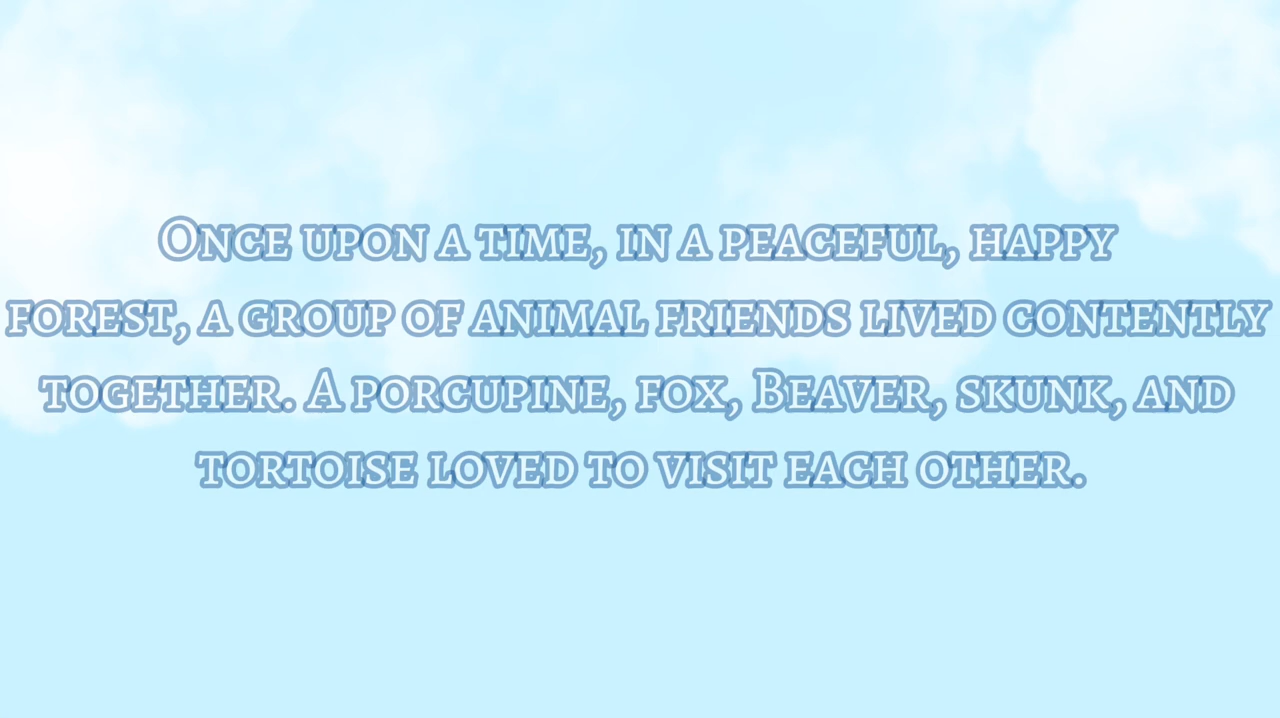 Once upon a time, in a peaceful, happy
forest, a group of animal friends lived contently
together. A porcupine, fox, Beaver, skunk, and
tortoise loved to visit each other.